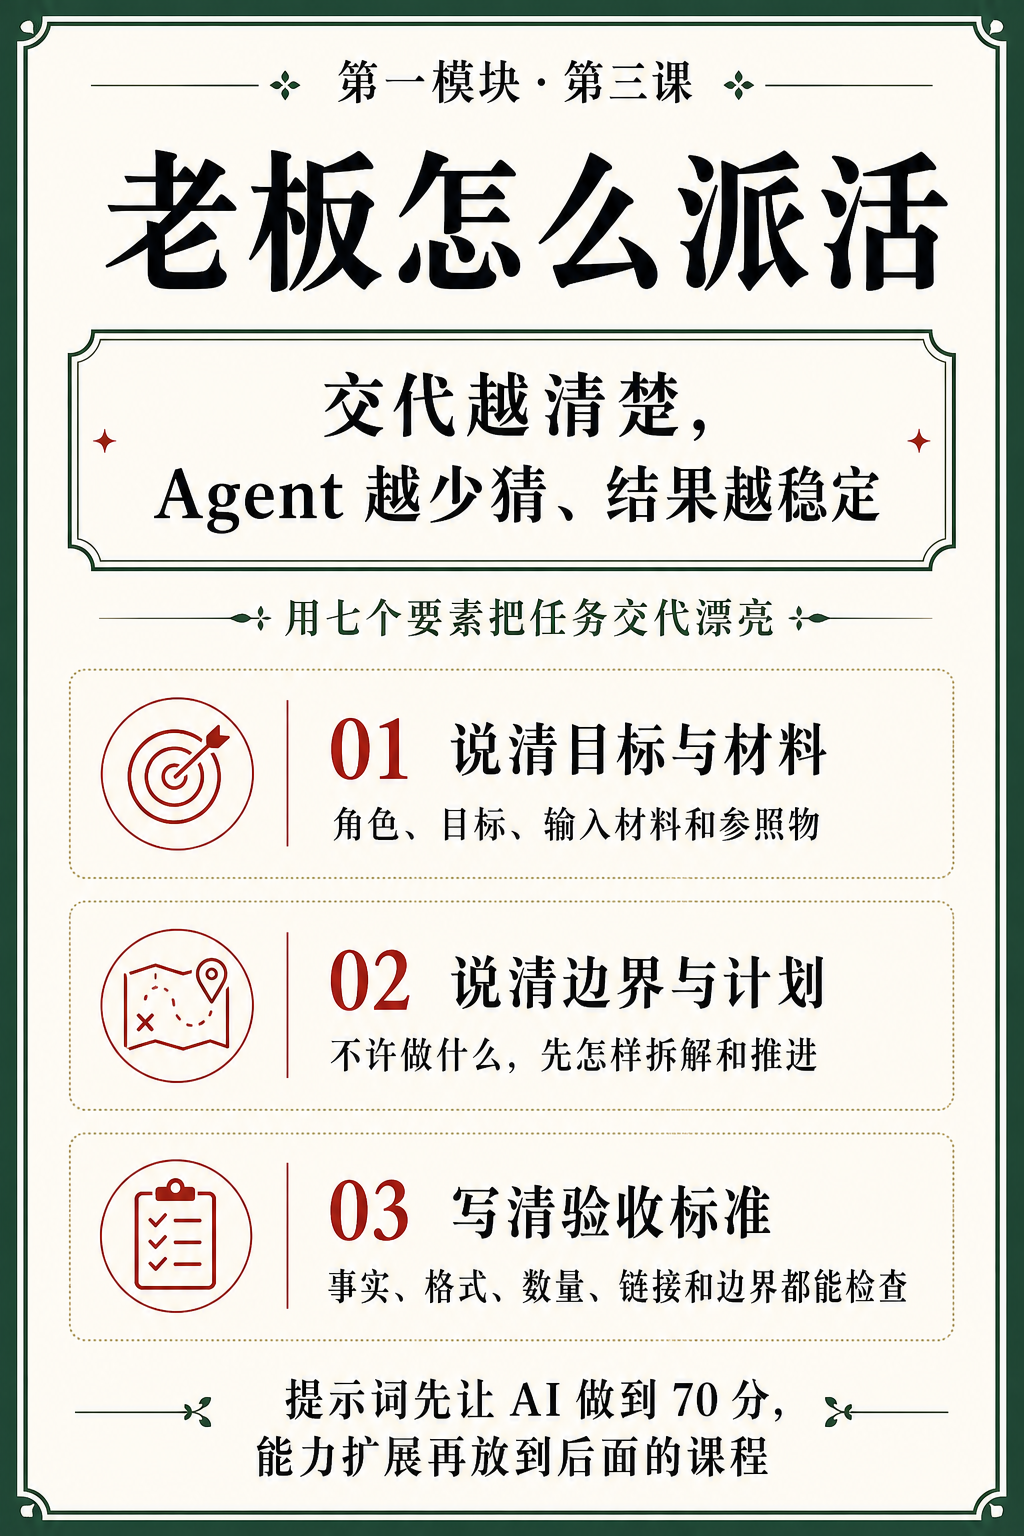 第一模块·第三课
老板怎么派活
交代越清楚，
Agent 越少猜、结果越稳定
用七个要素把任务交代漂亮
01 说清目标与材料
角色、目标、输入材料和参照物
02 说清边界与计划
不许做什么，先怎样拆解和推进
03 写清验收标准
事实、格式、数量、链接和边界都能检查
提示词先让 AI 做到 70 分，
能力扩展再放到后面的课程